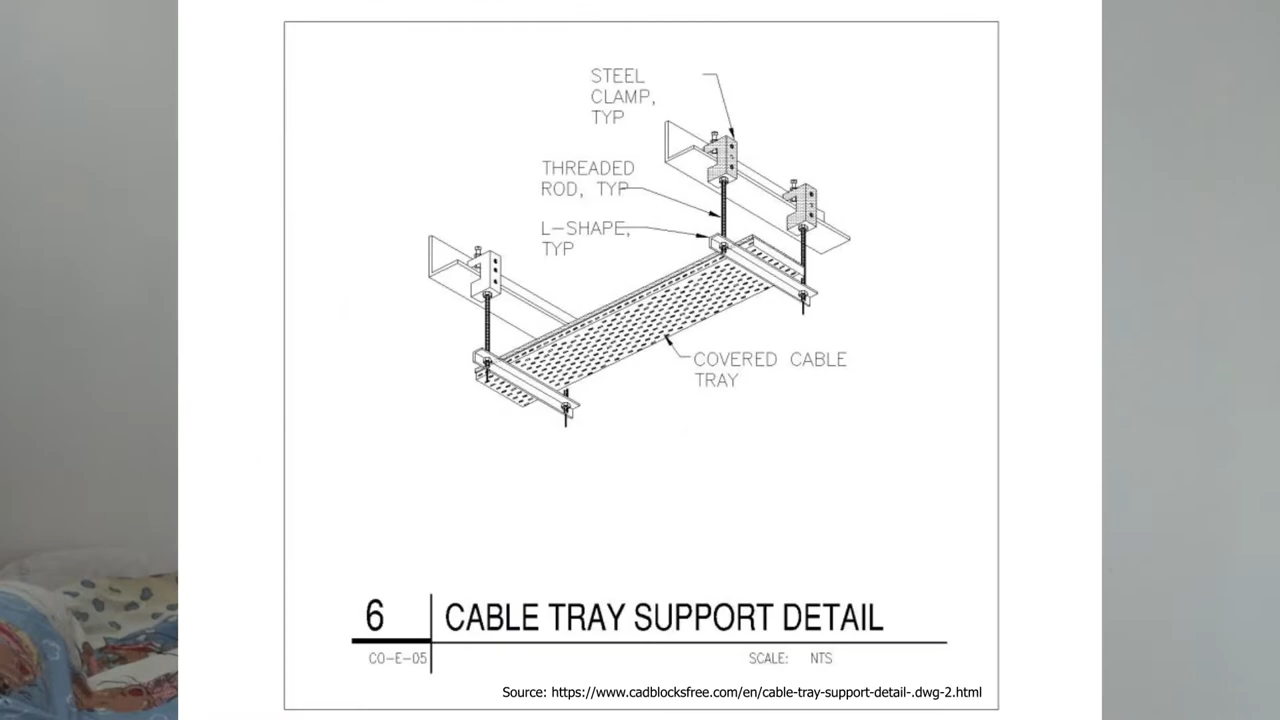 STEEL
CLAMP,
TYP
THREADED
ROD, TYP
L-SHAPE,
TYP
COVERED CABLE
TRAY
6
CABLE TRAY SUPPORT DETAIL
CO-E-05
SCALE: NTS
Source: https://www.cadblocksfree.com/en/cable-tray-support-detail-.dwg-2.html